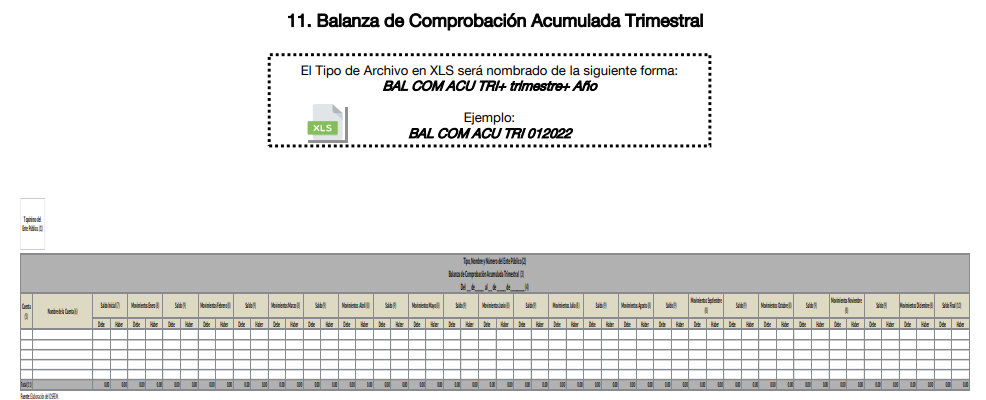 11. Balanza de Comprobación Acumulada Trimestral
El Tipo de Archivo en XLS será nombrado de la siguiente forma:
BAL COM ACU TRI+ trimestre+ Año
XLS
Ejemplo:
BAL COM ACU TRI 012022
Topónimo del
Ente Público (1)
Tipo, Nombre y Número del Ente Público (2)
Balanza de Comprobación Acumulada Trimestral (3)
Del __ de ____ al __ de ____ de ______ (4)
Cuenta (5) Nombre de la Cuenta (6) Saldo Inicial (7) Movimientos Enero (8) Saldo (9) Movimientos Febrero (8) Saldo (9) Movimientos Marzo (8) Saldo (9) Movimientos Abril (8) Saldo (9) Movimientos Mayo (8) Saldo (9) Movimientos Junio (8) Saldo (9) Movimientos Julio (8) Saldo (9) Movimientos Agosto (8) Saldo (9) Movimientos Septiembre (8) Saldo (9) Movimientos Octubre (8) Saldo (9) Movimientos Noviembre (8) Saldo (9) Movimientos Diciembre (8) Saldo Final (10)
Debe Haber Debe Haber Debe Haber Debe Haber Debe Haber Debe Haber Debe Haber Debe Haber Debe Haber Debe Haber Debe Haber Debe Haber Debe Haber Debe Haber Debe Haber Debe Haber Debe Haber Debe Haber Debe Haber Debe Haber Debe Haber Debe Haber Debe Haber Debe Haber Debe Haber
Total (11) 0.00 0.00 0.00 0.00 0.00 0.00 0.00 0.00 0.00 0.00 0.00 0.00 0.00 0.00 0.00 0.00 0.00 0.00 0.00 0.00 0.00 0.00 0.00 0.00 0.00 0.00 0.00 0.00 0.00 0.00 0.00 0.00 0.00 0.00 0.00 0.00 0.00 0.00 0.00 0.00 0.00 0.00 0.00 0.00 0.00 0.00 0.00 0.00 0.00 0.00
Fuente: Elaboración del OSFEM.